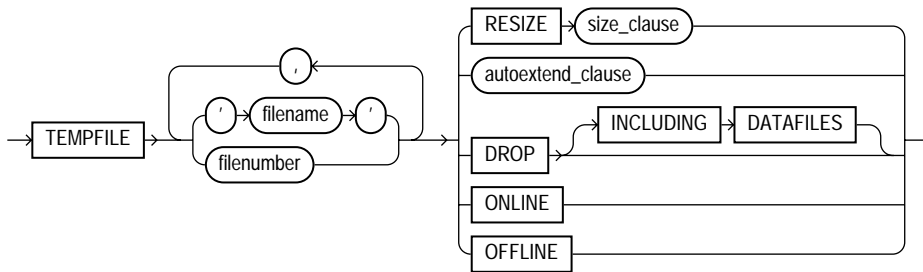 RESIZE size_clause
,
autoextend_clause
' filename '
INCLUDING DATAFILES
TEMPFILE
DROP
filenumber
ONLINE
OFFLINE